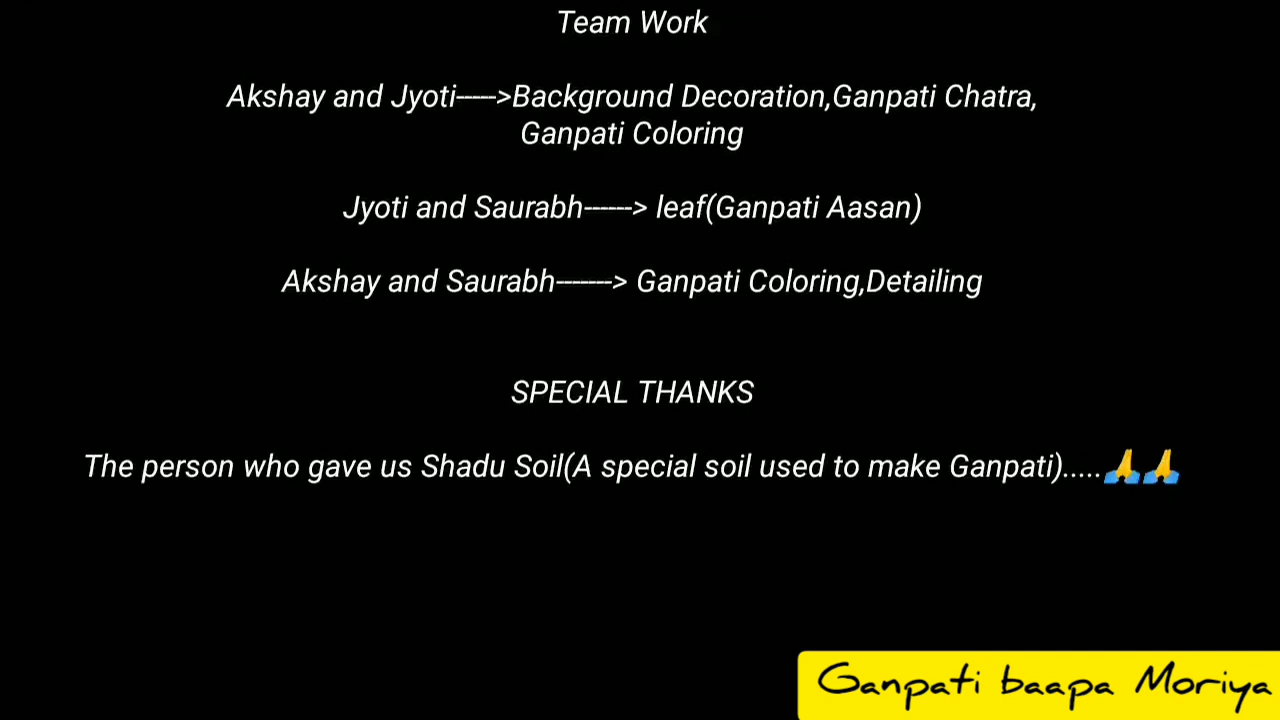 Team Work
Akshay and Jyoti----->Background Decoration,Ganpati Chatra,
Ganpati Coloring
Jyoti and Saurabh------> leaf(Ganpati Aasan)
Akshay and Saurabh-------> Ganpati Coloring,Detailing
SPECIAL THANKS
The person who gave us Shadu Soil(A special soil used to make Ganpati).....🙏🙏
Ganpati baapa Moriya